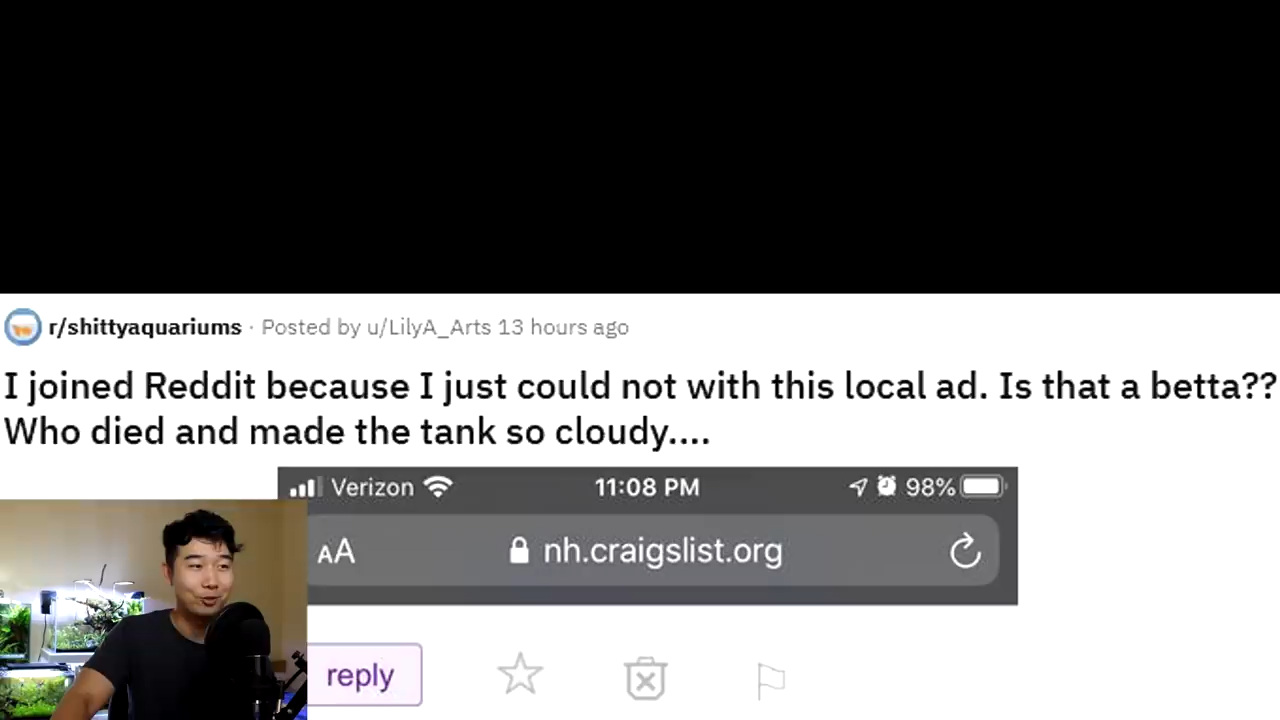 r/shittyaquariums · Posted by u/LilyA_Arts 13 hours ago
I joined Reddit because I just could not with this local ad. Is that a betta??
Who died and made the tank so cloudy....
Verizon 11:08 PM 98%
AA nh.craigslist.org
reply